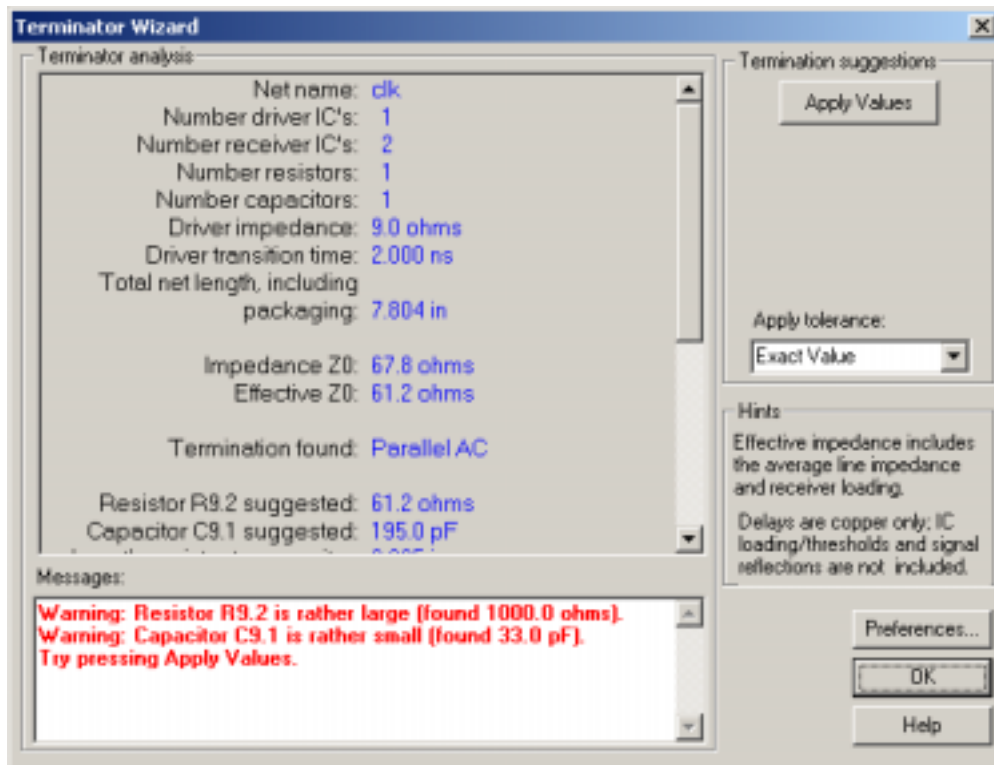 Terminator Wizard
Terminator analysis
Net name: clk
Number driver IC's: 1
Number receiver IC's: 2
Number resistors: 1
Number capacitors: 1
Driver impedance: 9.0 ohms
Driver transition time: 2.000 ns
Total net length, including
packaging: 7.804 in
Impedance Z0: 67.8 ohms
Effective Z0: 61.2 ohms
Termination found: Parallel AC
Resistor R9.2 suggested: 61.2 ohms
Capacitor C9.1 suggested: 195.0 pF
Messages:
Warning: Resistor R9.2 is rather large (found 1000.0 ohms).
Warning: Capacitor C9.1 is rather small (found 33.0 pF).
Try pressing Apply Values.
Termination suggestions
Apply Values
Apply tolerance:
Exact Value
Hints
Effective impedance includes
the average line impedance
and receiver loading.
Delays are copper only; IC
loading/thresholds and signal
reflections are not included.
Preferences...
OK
Help